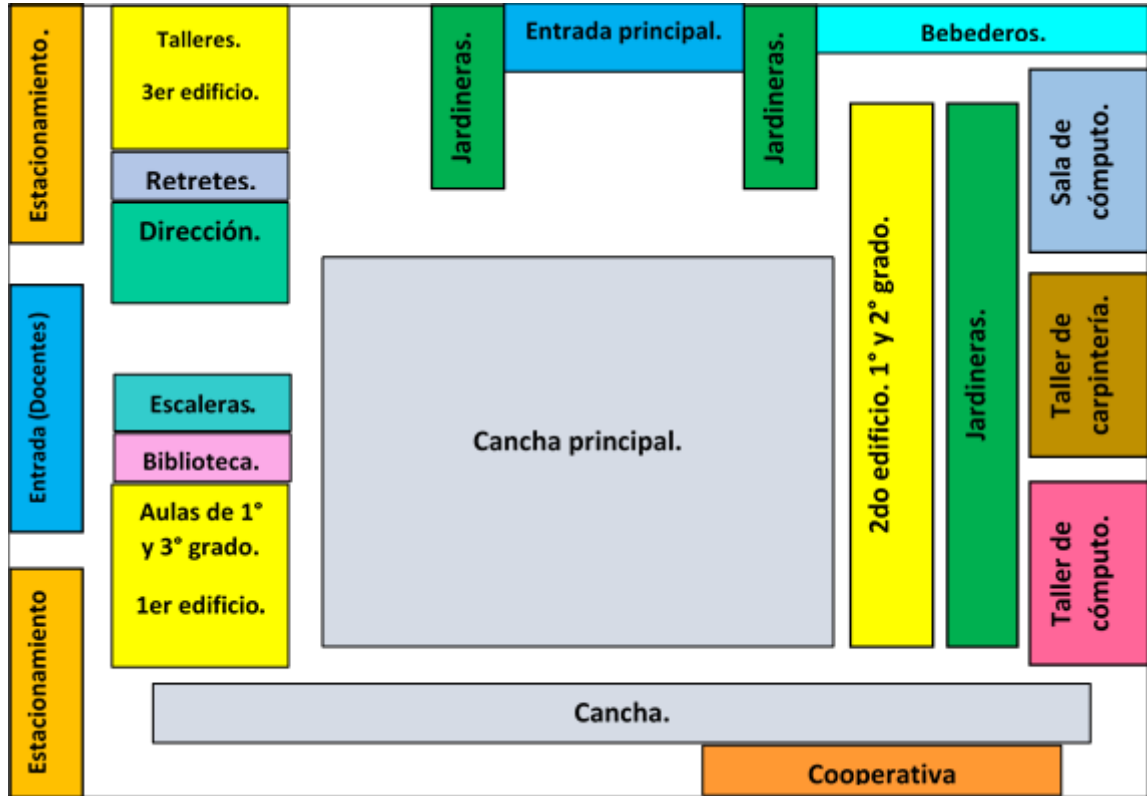 Estacionamiento.
Talleres.
3er edificio.
Jardineras.
Entrada principal.
Jardineras.
Bebederos.
Retretes.
Dirección.
Sala de
cómputo.
Entrada (Docentes)
Escaleras.
Biblioteca.
Cancha principal.
2do edificio. 1° y 2° grado.
Jardineras.
Taller de
carpintería.
Aulas de 1°
y 3° grado.
1er edificio.
Taller de
cómputo.
Estacionamiento
Cancha.
Cooperativa